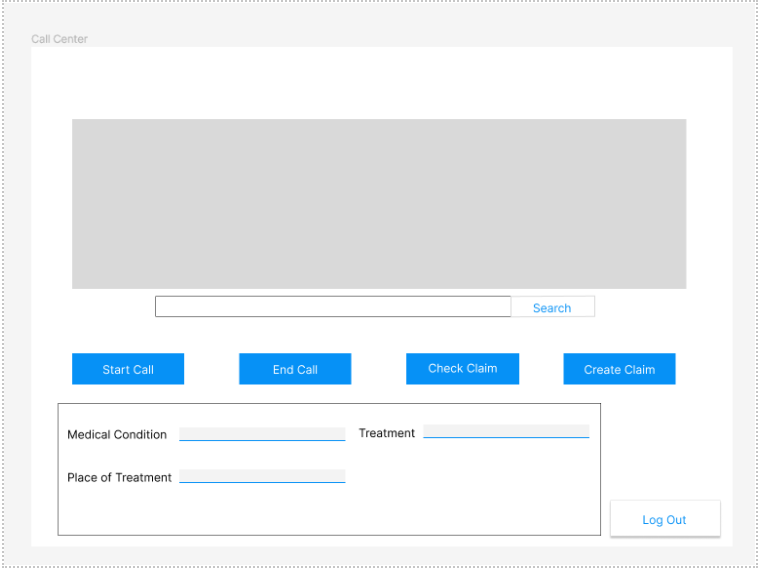 Call Center
Search
Start Call
End Call
Check Claim
Create Claim
Medical Condition
Treatment
Place of Treatment
Log Out